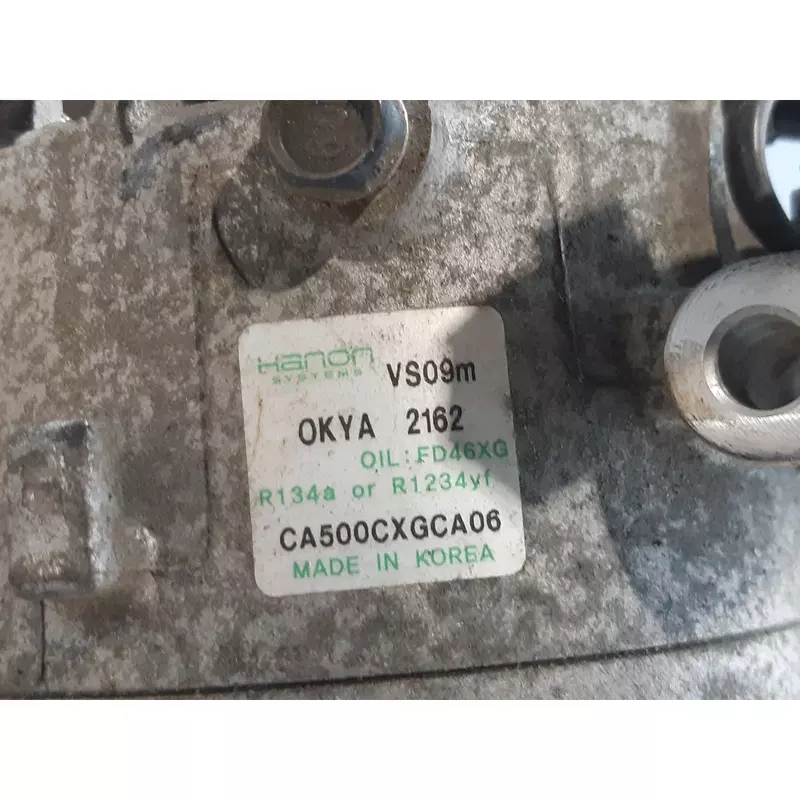 Hanon
SYSTEMS
VS09m
OKYA 2162
OIL:FD46XG
R134a or R1234yf
CA500CXGCA06
MADE IN KOREA